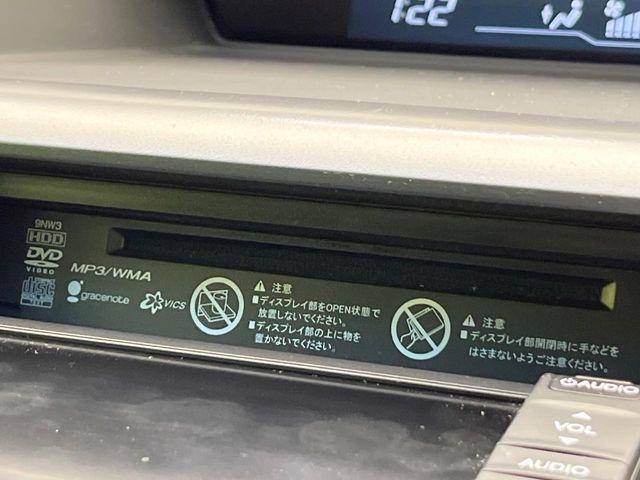 1:22
9NW3
HDD
DVD
VIDEO
MP3/WMA
disc
TEXT
gracenote
VICS
注意
■ディスプレイ部をOPEN状態で
放置しないでください。
■ディスプレイ部の上に物を
置かないでください。
注意
■ディスプレイ部開閉時に手などを
はさまないようご注意ください。
AUDIO
VOL
AUDIO